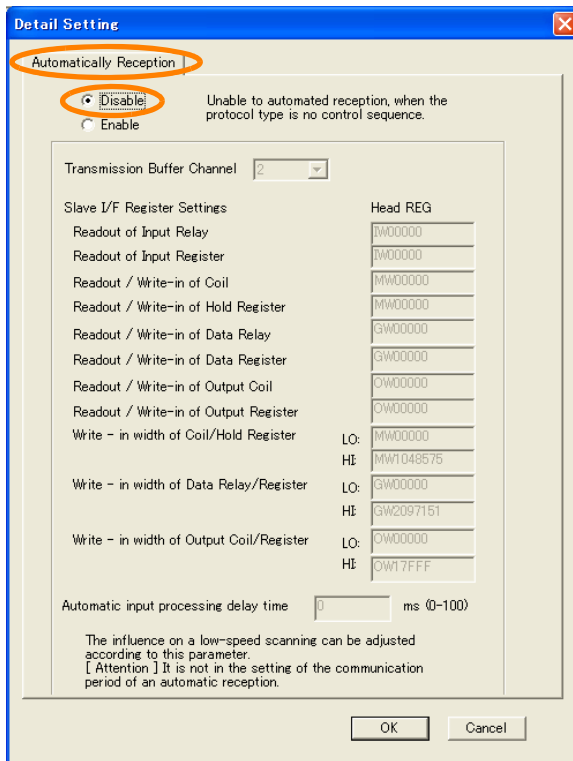 Detail Setting
Automatically Reception
Disable
Enable
Unable to automated reception, when the
protocol type is no control sequence.
Transmission Buffer Channel 2
Slave I/F Register Settings Head REG
Readout of Input Relay IW00000
Readout of Input Register IW00000
Readout / Write-in of Coil MW00000
Readout / Write-in of Hold Register MW00000
Readout / Write-in of Data Relay GW00000
Readout / Write-in of Data Register GW00000
Readout / Write-in of Output Coil OW00000
Readout / Write-in of Output Register OW00000
Write - in width of Coil/Hold Register LO: MW00000
HI: MW1048575
Write - in width of Data Relay/Register LO: GW00000
HI: GW2097151
Write - in width of Output Coil/Register LO: OW00000
HI: OW17FFF
Automatic input processing delay time 0 ms (0-100)
The influence on a low-speed scanning can be adjusted
according to this parameter.
[ Attention ] It is not in the setting of the communication
period of an automatic reception.
OK Cancel